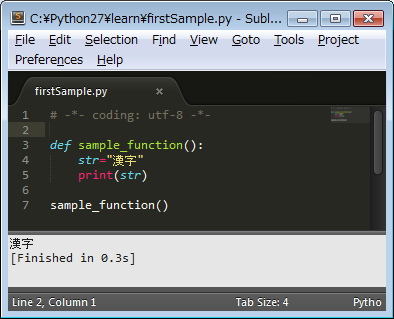 C:¥Python27¥learn¥firstSample.py - Subl...
File Edit Selection Find View Goto Tools Project
Preferences Help
firstSample.py ×
1 # -*- coding: utf-8 -*-
2
3 def sample_function():
4 str="漢字"
5 print(str)
6
7 sample_function()
漢字
[Finished in 0.3s]
Line 2, Column 1 Tab Size: 4 Pytho